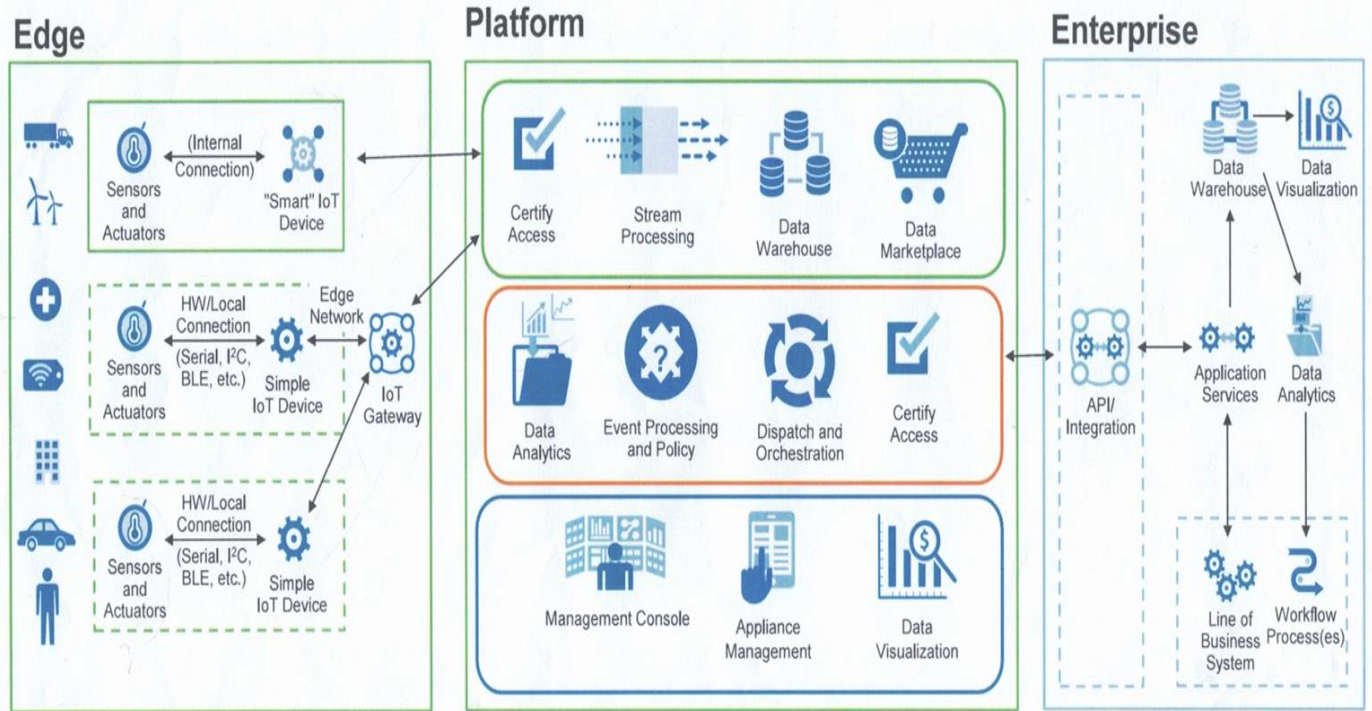 Edge
Platform
Enterprise
(Internal
Connection)
Sensors
and
Actuators
"Smart" IoT
Device
HW/Local
Connection
(Serial, I²C,
BLE, etc.)
Sensors
and
Actuators
Simple
IoT Device
Edge
Network
IoT
Gateway
HW/Local
Connection
(Serial, I²C,
BLE, etc.)
Sensors
and
Actuators
Simple
IoT Device
Certify
Access
Stream
Processing
Data
Warehouse
Data
Marketplace
?
Data
Analytics
Event Processing
and Policy
Dispatch and
Orchestration
Certify
Access
$
Management Console
Appliance
Management
Data
Visualization
API/
Integration
$
Data
Warehouse
Data
Visualization
Application
Services
Data
Analytics
Line of
Business
System
Workflow
Process(es)